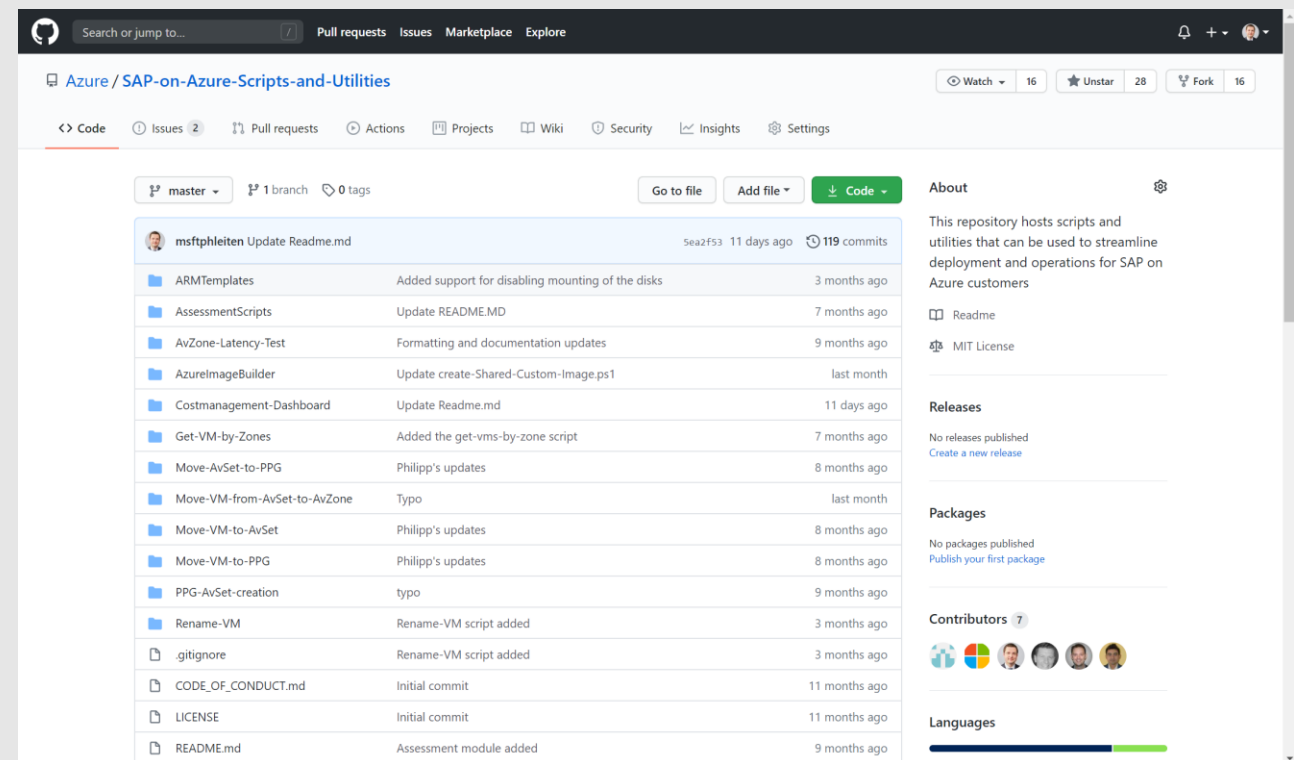 Search or jump to... / Pull requests Issues Marketplace Explore
Azure / SAP-on-Azure-Scripts-and-Utilities Watch 16 Unstar 28 Fork 16
<> Code Issues 2 Pull requests Actions Projects Wiki Security Insights Settings
master 1 branch 0 tags Go to file Add file Code
msftphleiten Update Readme.md 5ea2f53 11 days ago 119 commits
ARMTemplates Added support for disabling mounting of the disks 3 months ago
AssessmentScripts Update README.MD 7 months ago
AvZone-Latency-Test Formatting and documentation updates 9 months ago
AzureImageBuilder Update create-Shared-Custom-Image.ps1 last month
Costmanagement-Dashboard Update Readme.md 11 days ago
Get-VM-by-Zones Added the get-vms-by-zone script 7 months ago
Move-AvSet-to-PPG Philipp's updates 8 months ago
Move-VM-from-AvSet-to-AvZone Typo last month
Move-VM-to-AvSet Philipp's updates 8 months ago
Move-VM-to-PPG Philipp's updates 8 months ago
PPG-AvSet-creation typo 9 months ago
Rename-VM Rename-VM script added 3 months ago
.gitignore Rename-VM script added 3 months ago
CODE_OF_CONDUCT.md Initial commit 11 months ago
LICENSE Initial commit 11 months ago
README.md Assessment module added 9 months ago
About
This repository hosts scripts and
utilities that can be used to streamline
deployment and operations for SAP on
Azure customers
Readme
MIT License
Releases
No releases published
Create a new release
Packages
No packages published
Publish your first package
Contributors 7
Languages